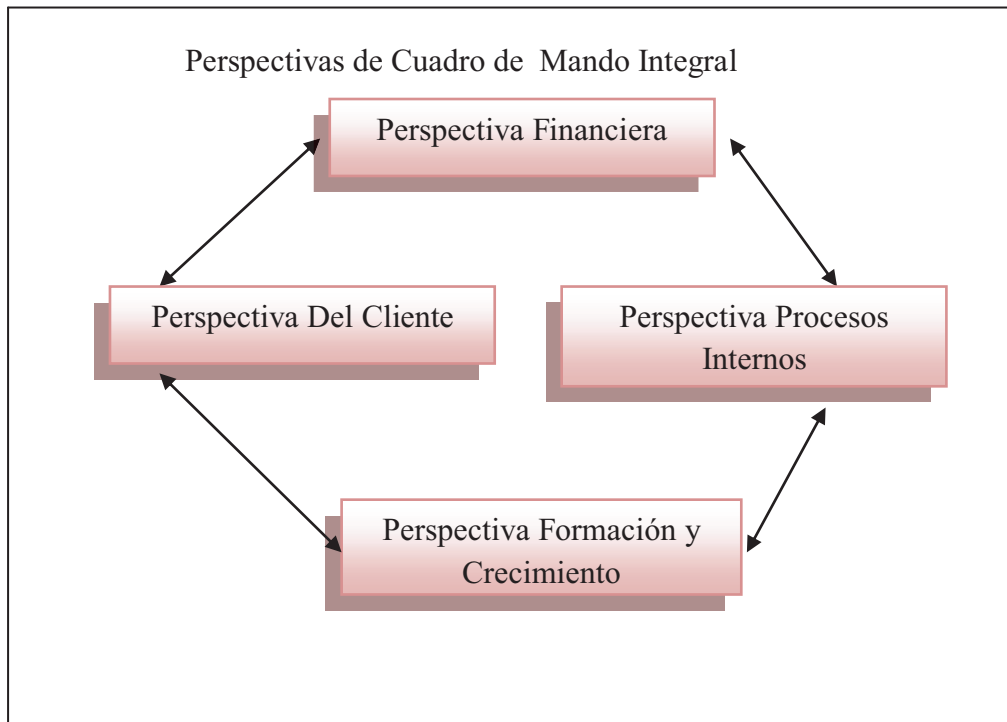 Perspectivas de Cuadro de Mando Integral
Perspectiva Financiera
Perspectiva Del Cliente
Perspectiva Procesos
Internos
Perspectiva Formación y
Crecimiento